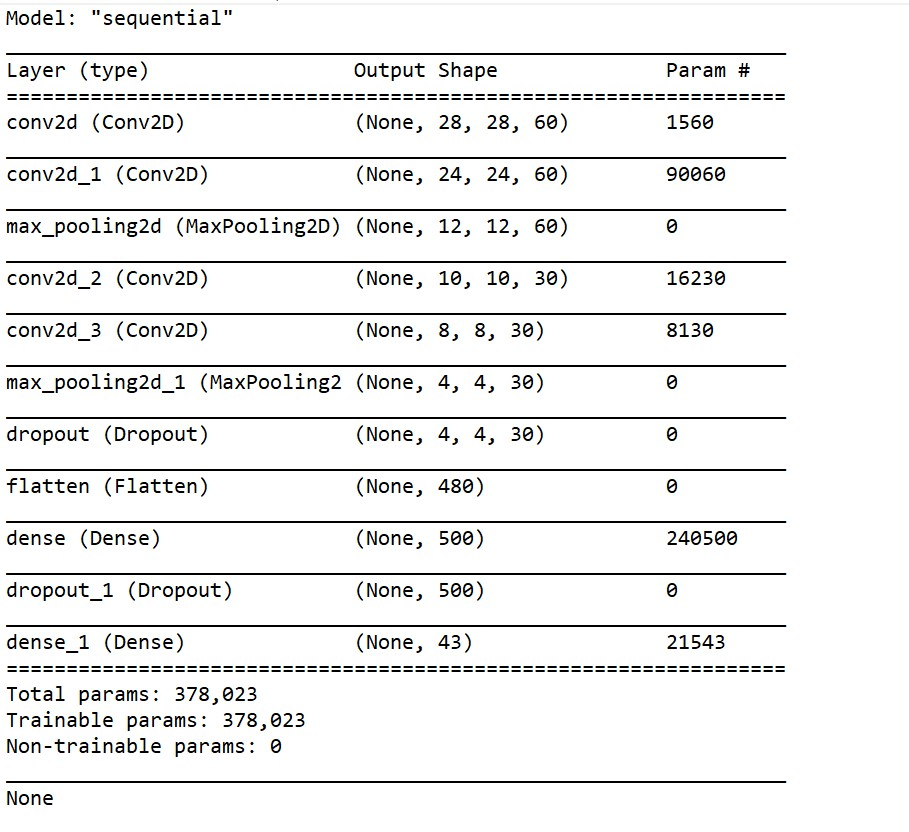 Model: "sequential"
Layer (type) Output Shape Param #
=================================================================
conv2d (Conv2D) (None, 28, 28, 60) 1560
conv2d_1 (Conv2D) (None, 24, 24, 60) 90060
max_pooling2d (MaxPooling2D) (None, 12, 12, 60) 0
conv2d_2 (Conv2D) (None, 10, 10, 30) 16230
conv2d_3 (Conv2D) (None, 8, 8, 30) 8130
max_pooling2d_1 (MaxPooling2 (None, 4, 4, 30) 0
dropout (Dropout) (None, 4, 4, 30) 0
flatten (Flatten) (None, 480) 0
dense (Dense) (None, 500) 240500
dropout_1 (Dropout) (None, 500) 0
dense_1 (Dense) (None, 43) 21543
=================================================================
Total params: 378,023
Trainable params: 378,023
Non-trainable params: 0
None